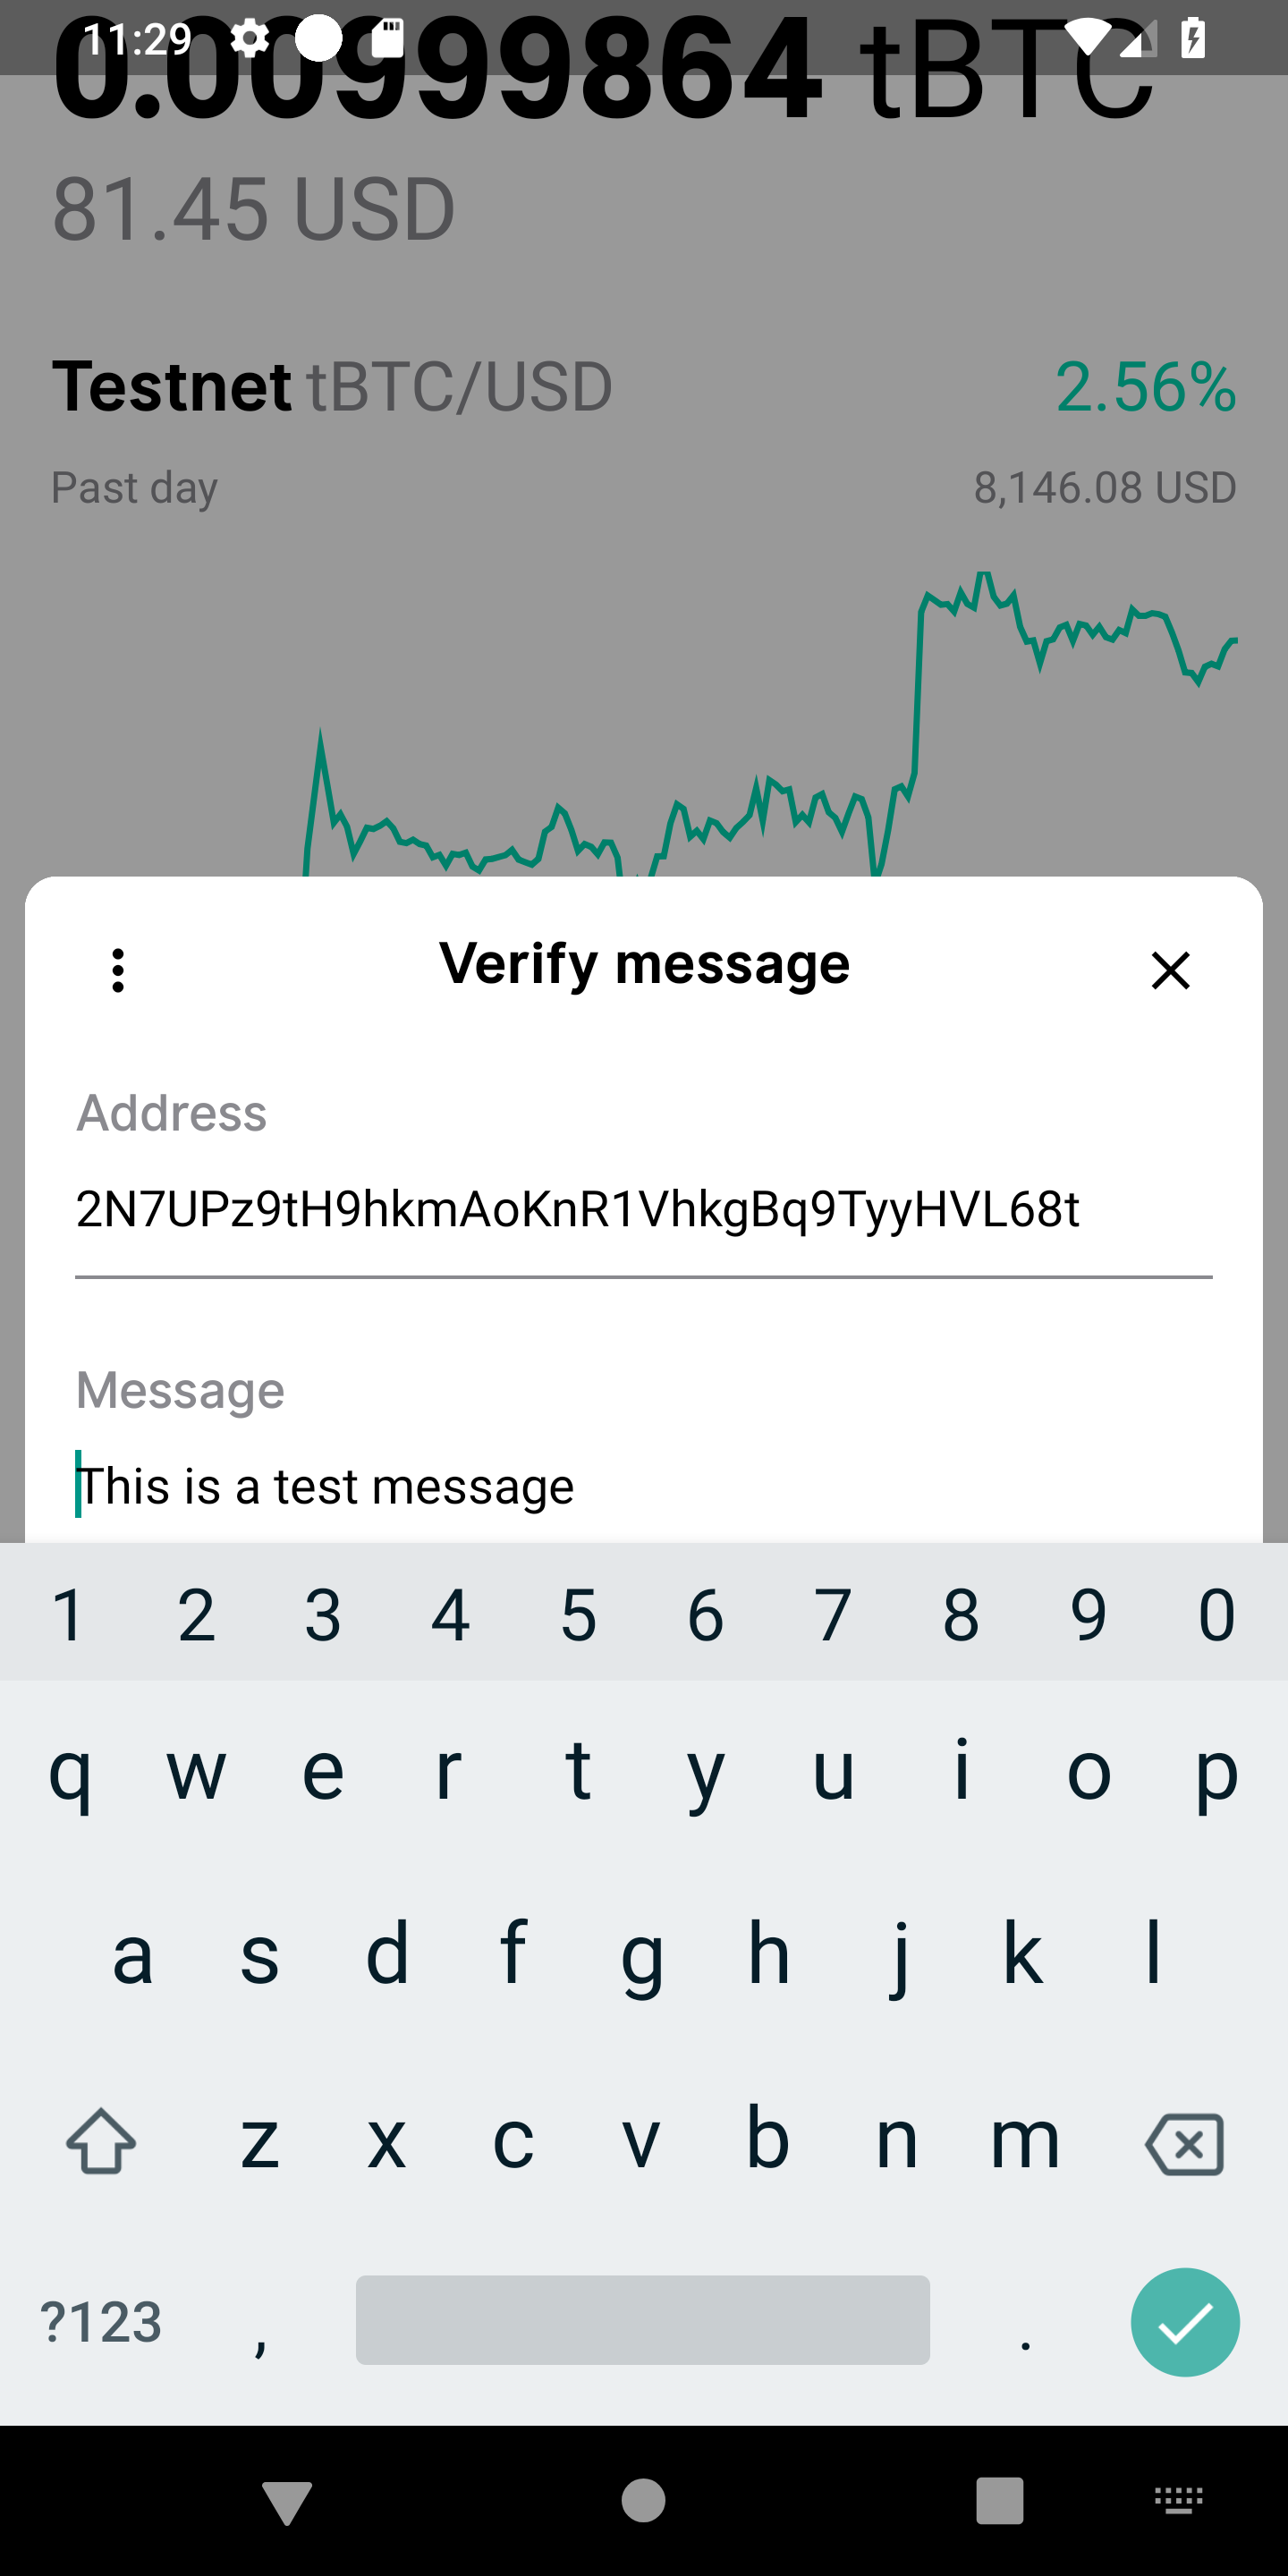 11:29
0.00999864 tBTC
81.45 USD
Testnet tBTC/USD 2.56%
Past day 8,146.08 USD
Verify message
Address
2N7UPz9tH9hkmAoKnR1VhkgBq9TyyHVL68t
Message
This is a test message
1 2 3 4 5 6 7 8 9 0
q w e r t y u i o p
a s d f g h j k l
z x c v b n m
?123 , .